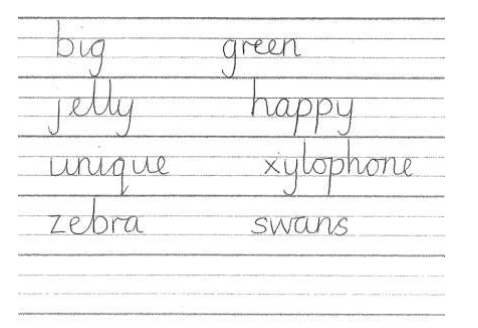 big green
jelly happy
unique xylophone
zebra swans